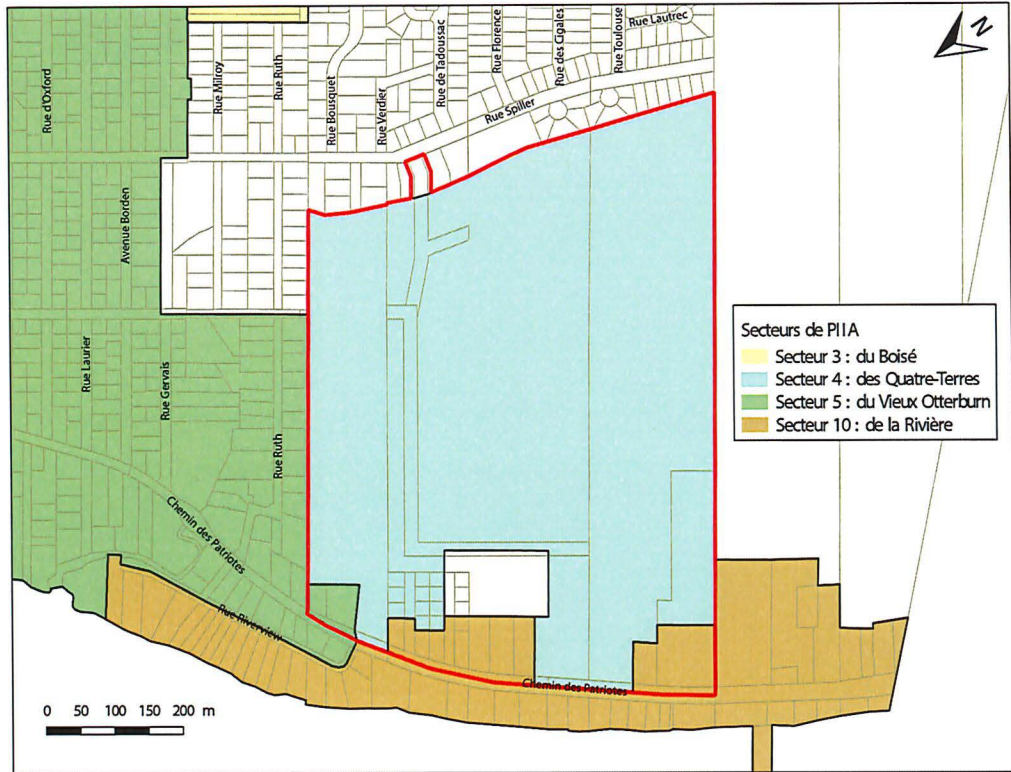 Rue d'Oxford
Rue Milroy
Rue Ruth
Rue Bousquet
Rue Verdier
Rue de Tadoussac
Rue Florence
Rue des Cigales
Rue Toulouse
Rue Lautrec
N
Rue Spiller
Avenue Borden
Rue Laurier
Rue Gervais
Rue Ruth
Chemin des Patriotes
Rue Riverview
Chemin des Patriotes
Secteurs de PIIA
Secteur 3 : du Boisé
Secteur 4 : des Quatre-Terres
Secteur 5 : du Vieux Otterburn
Secteur 10 : de la Rivière
0 50 100 150 200 m